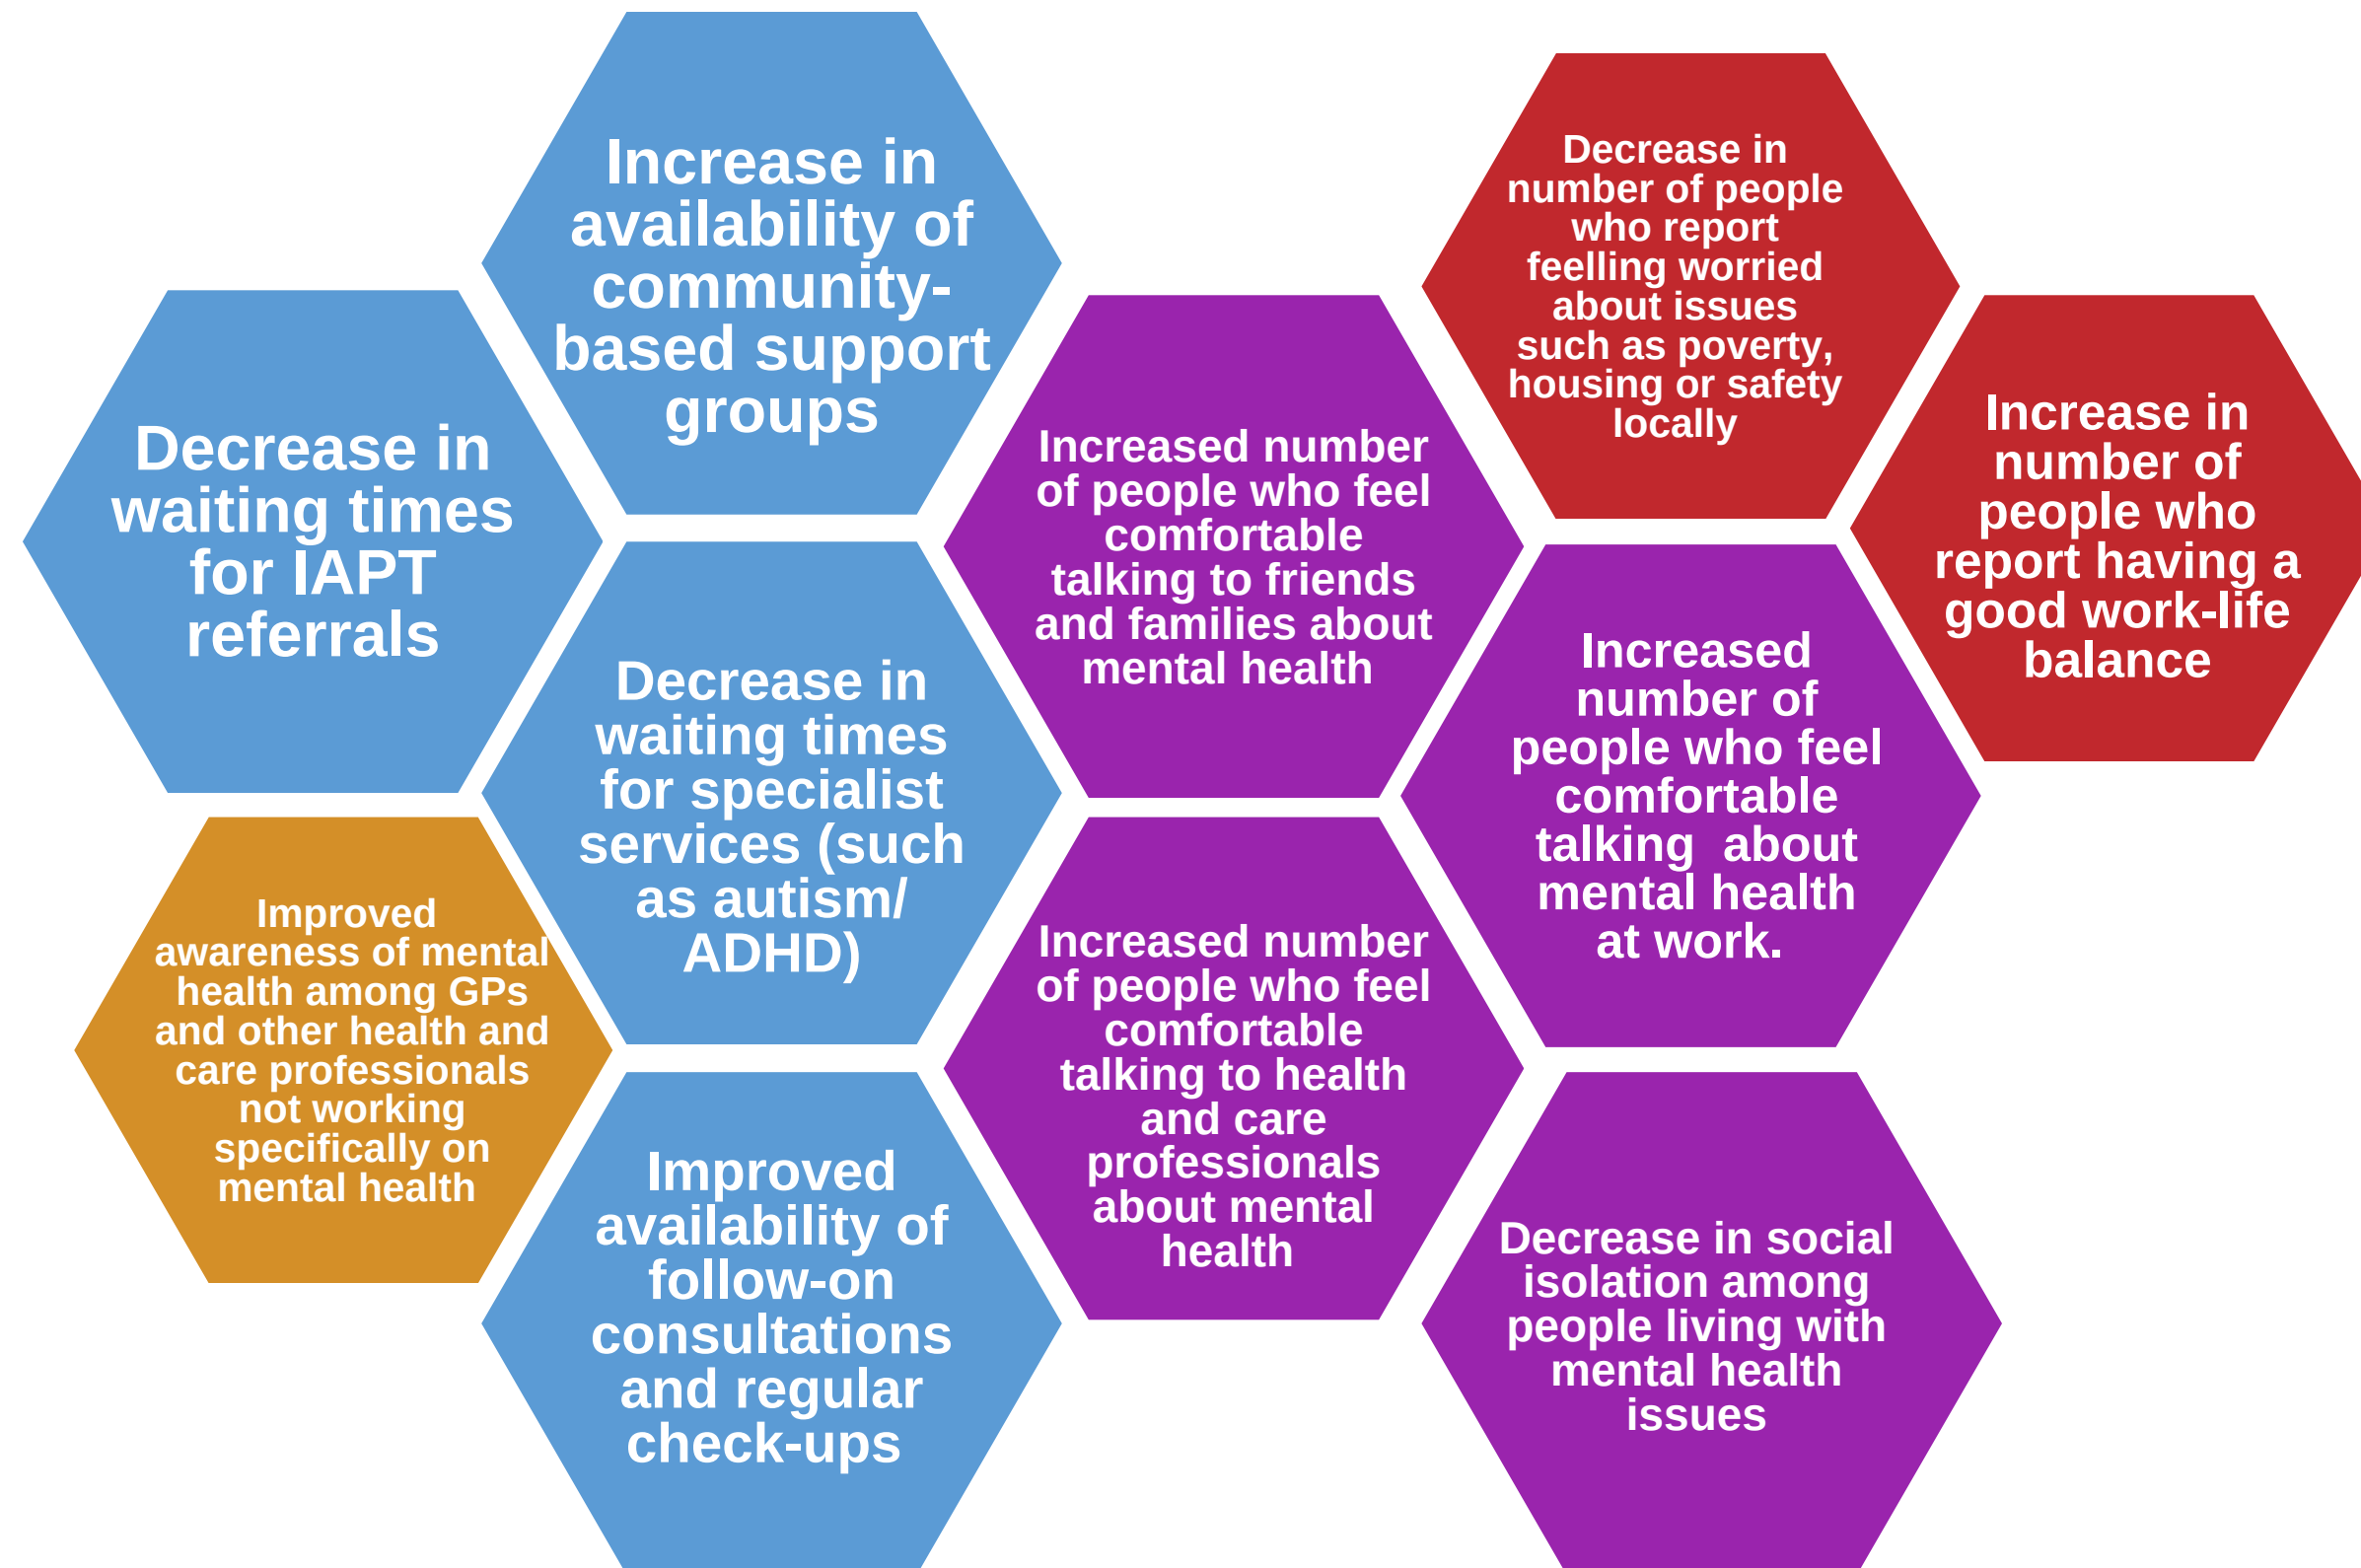 Increase in
availability of
community-
based support
groups
Decrease in
waiting times
for IAPT
referrals
Decrease in
waiting times
for specialist
services (such
as autism/
ADHD)
Improved
awareness of mental
health among GPs
and other health and
care professionals
not working
specifically on
mental health
Improved
availability of
follow-on
consultations
and regular
check-ups
Increased number
of people who feel
comfortable
talking to friends
and families about
mental health
Increased number
of people who feel
comfortable
talking to health
and care
professionals
about mental
health
Decrease in
number of people
who report
feelling worried
about issues
such as poverty,
housing or safety
locally
Increase in
number of
people who
report having a
good work-life
balance
Increased
number of
people who feel
comfortable
talking  about
mental health
at work.
Decrease in social
isolation among
people living with
mental health
issues